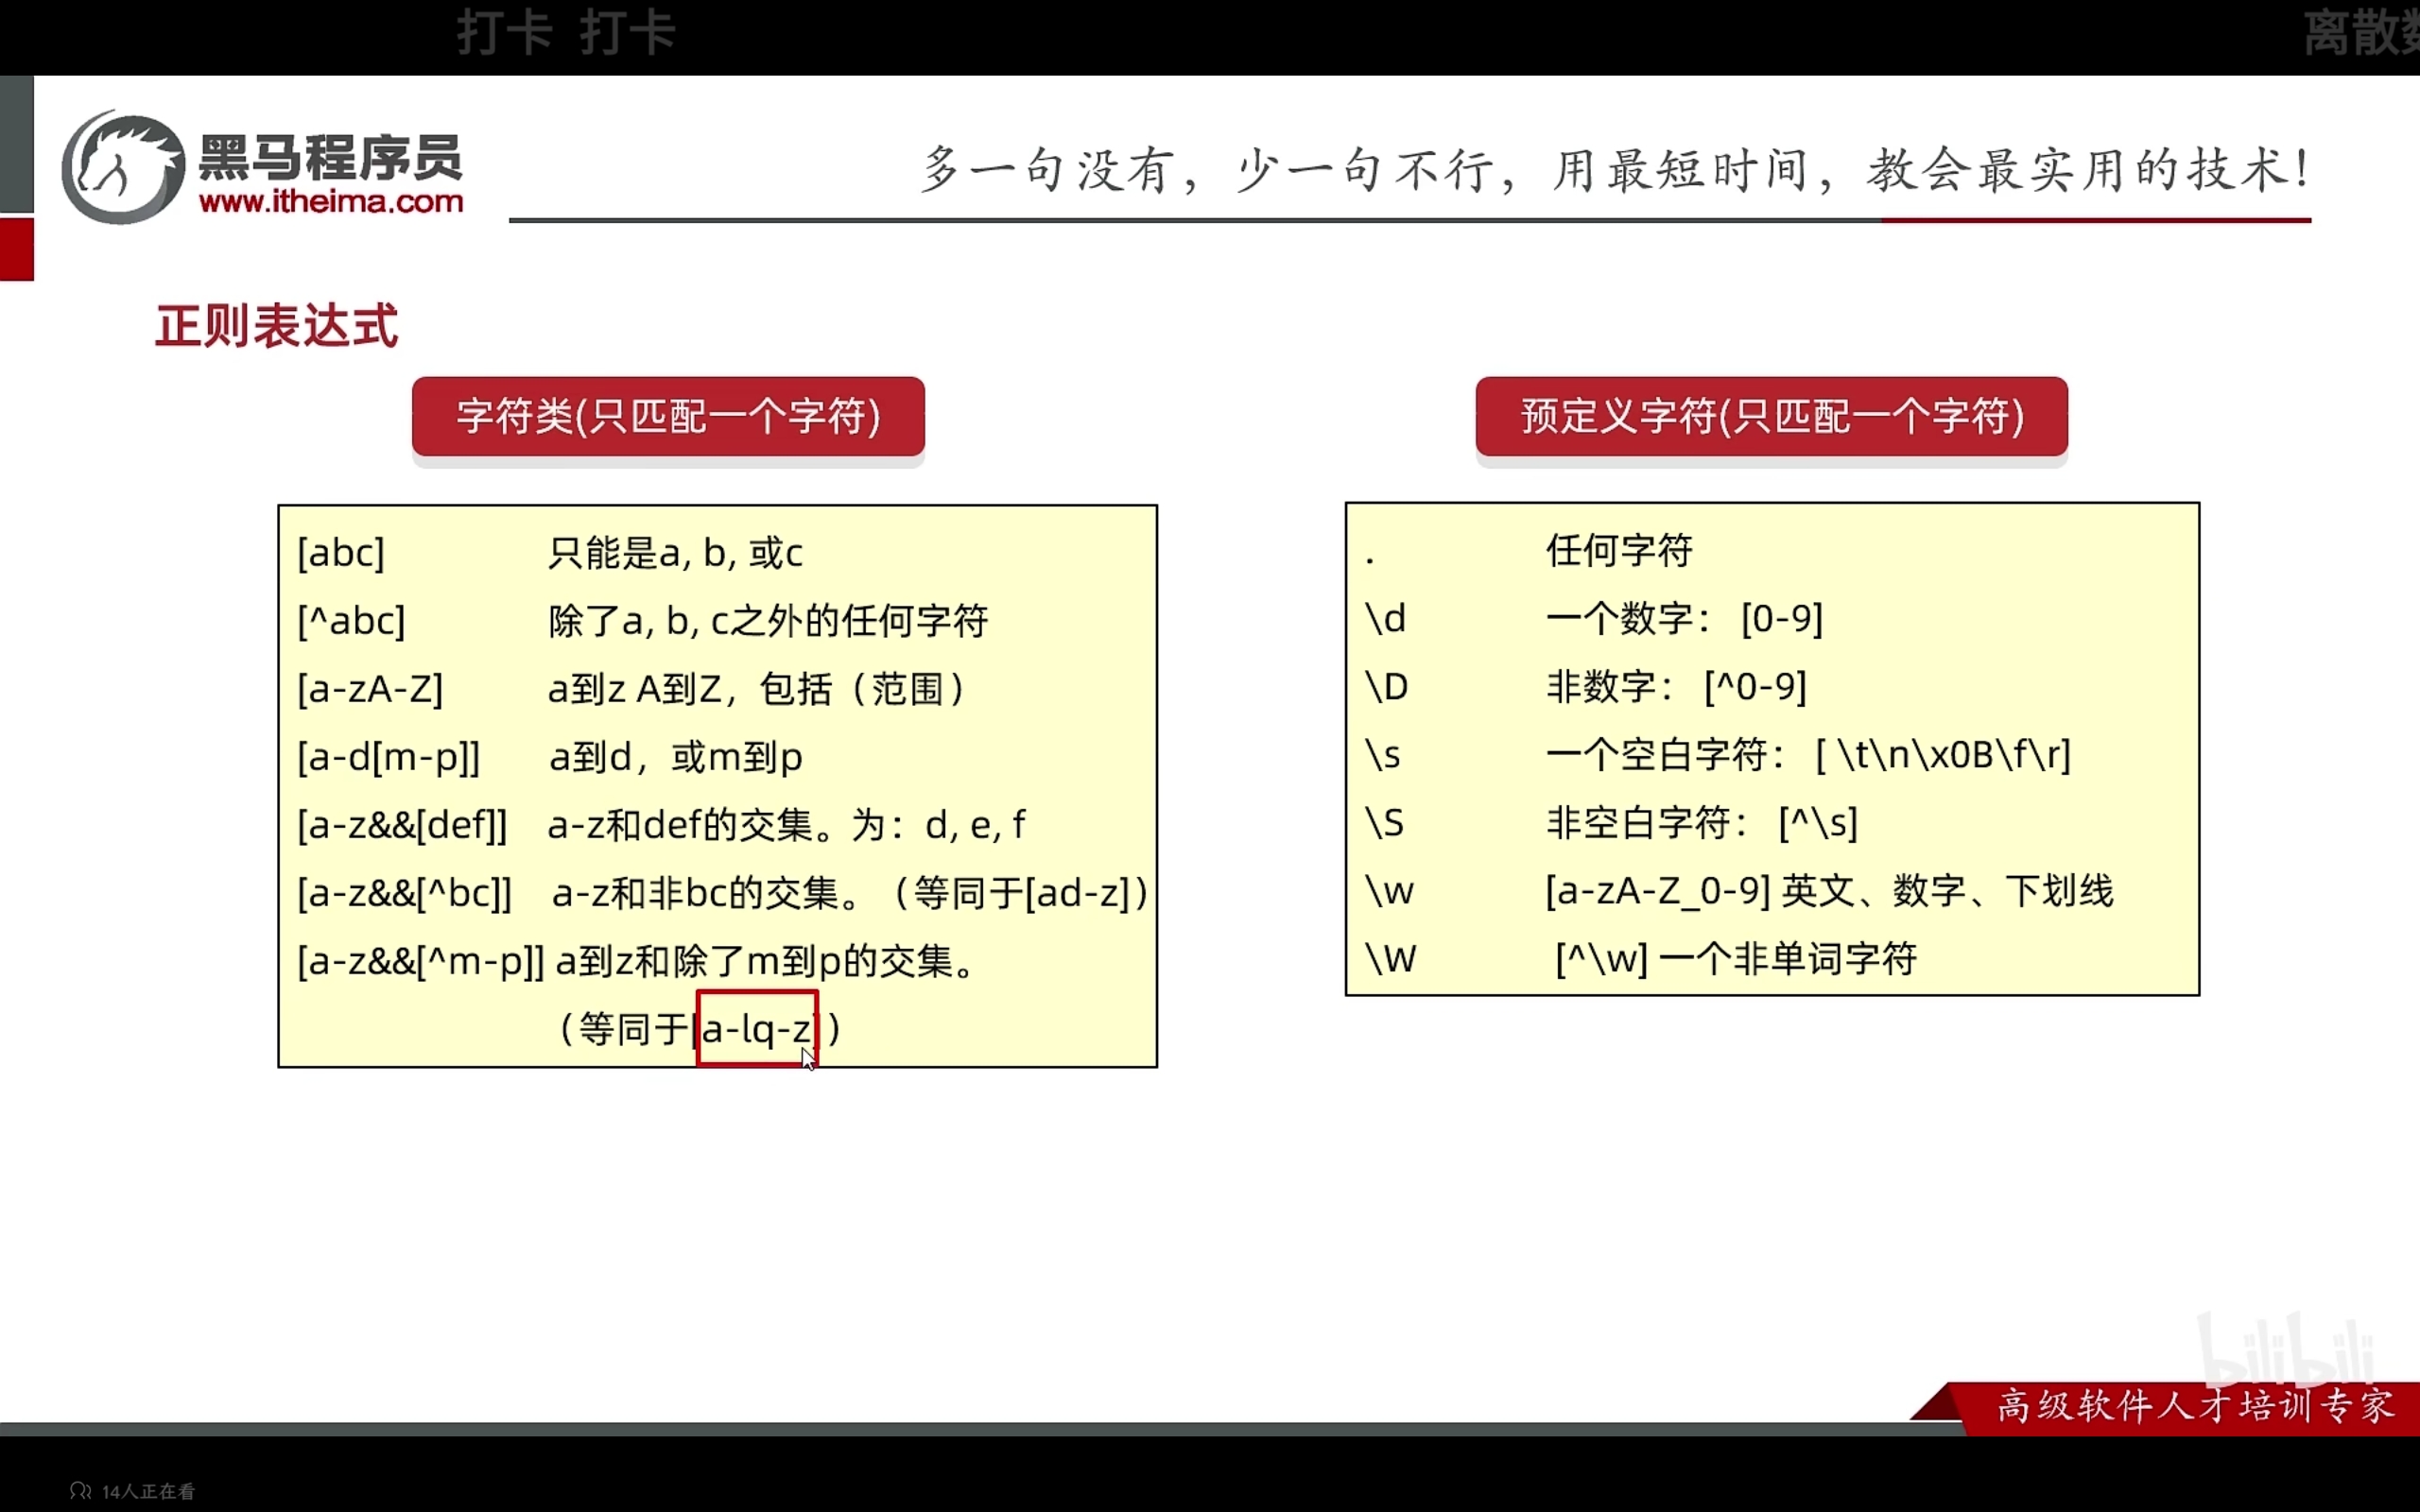 打卡 打卡
离散
黑马程序员
www.itheima.com
多一句没有，少一句不行，用最短时间，教会最实用的技术！
正则表达式
字符类(只匹配一个字符)
[abc] 只能是a, b, 或c
[^abc] 除了a, b, c之外的任何字符
[a-zA-Z] a到z A到Z，包括（范围）
[a-d[m-p]] a到d，或m到p
[a-z&&[def]] a-z和def的交集。为：d, e, f
[a-z&&[^bc]] a-z和非bc的交集。（等同于[ad-z]）
[a-z&&[^m-p]] a到z和除了m到p的交集。
（等同于[a-lq-z]）
预定义字符(只匹配一个字符)
. 任何字符
\d 一个数字： [0-9]
\D 非数字： [^0-9]
\s 一个空白字符： [ \t\n\x0B\f\r]
\S 非空白字符： [^\s]
\w [a-zA-Z_0-9] 英文、数字、下划线
\W [^\w] 一个非单词字符
bilibili
高级软件人才培训专家
14人正在看